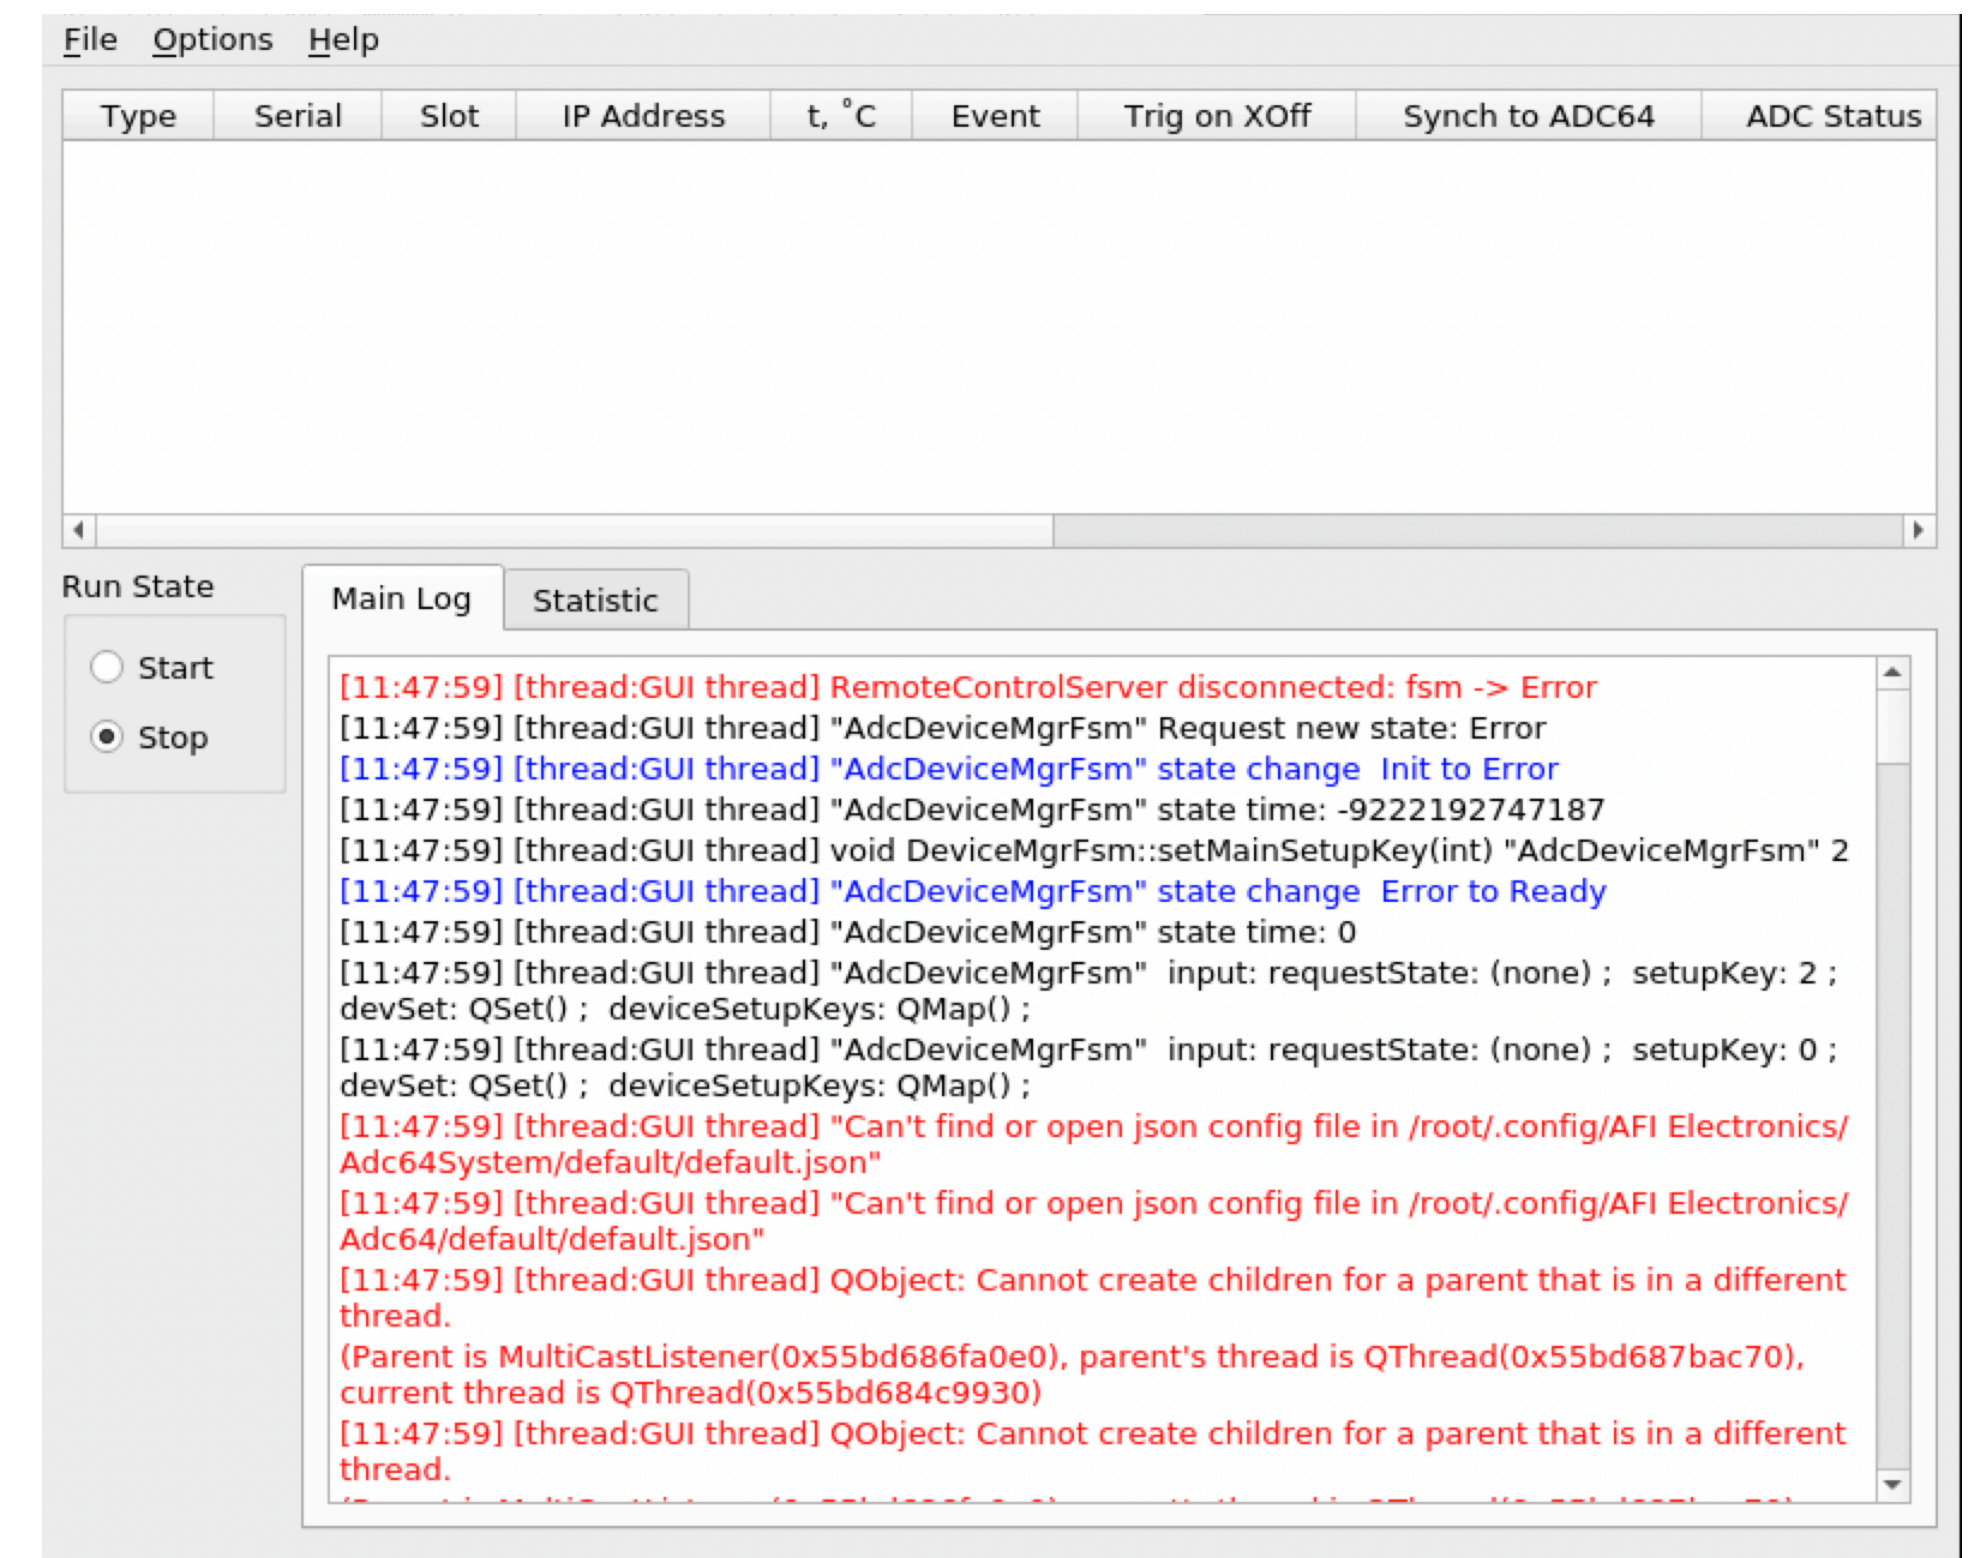 File Options Help
Type Serial Slot IP Address t, °C Event Trig on XOff Synch to ADC64 ADC Status
Run State
Start
Stop
Main Log Statistic
[11:47:59] [thread:GUI thread] RemoteControlServer disconnected: fsm -> Error
[11:47:59] [thread:GUI thread] "AdcDeviceMgrFsm" Request new state: Error
[11:47:59] [thread:GUI thread] "AdcDeviceMgrFsm" state change  Init to Error
[11:47:59] [thread:GUI thread] "AdcDeviceMgrFsm" state time: -9222192747187
[11:47:59] [thread:GUI thread] void DeviceMgrFsm::setMainSetupKey(int) "AdcDeviceMgrFsm" 2
[11:47:59] [thread:GUI thread] "AdcDeviceMgrFsm" state change  Error to Ready
[11:47:59] [thread:GUI thread] "AdcDeviceMgrFsm" state time: 0
[11:47:59] [thread:GUI thread] "AdcDeviceMgrFsm"  input: requestState: (none) ;  setupKey: 2 ;
devSet: QSet() ;  deviceSetupKeys: QMap() ;
[11:47:59] [thread:GUI thread] "AdcDeviceMgrFsm"  input: requestState: (none) ;  setupKey: 0 ;
devSet: QSet() ;  deviceSetupKeys: QMap() ;
[11:47:59] [thread:GUI thread] "Can't find or open json config file in /root/.config/AFI Electronics/
Adc64System/default/default.json"
[11:47:59] [thread:GUI thread] "Can't find or open json config file in /root/.config/AFI Electronics/
Adc64/default/default.json"
[11:47:59] [thread:GUI thread] QObject: Cannot create children for a parent that is in a different
thread.
(Parent is MultiCastListener(0x55bd686fa0e0), parent's thread is QThread(0x55bd687bac70),
current thread is QThread(0x55bd684c9930)
[11:47:59] [thread:GUI thread] QObject: Cannot create children for a parent that is in a different
thread.